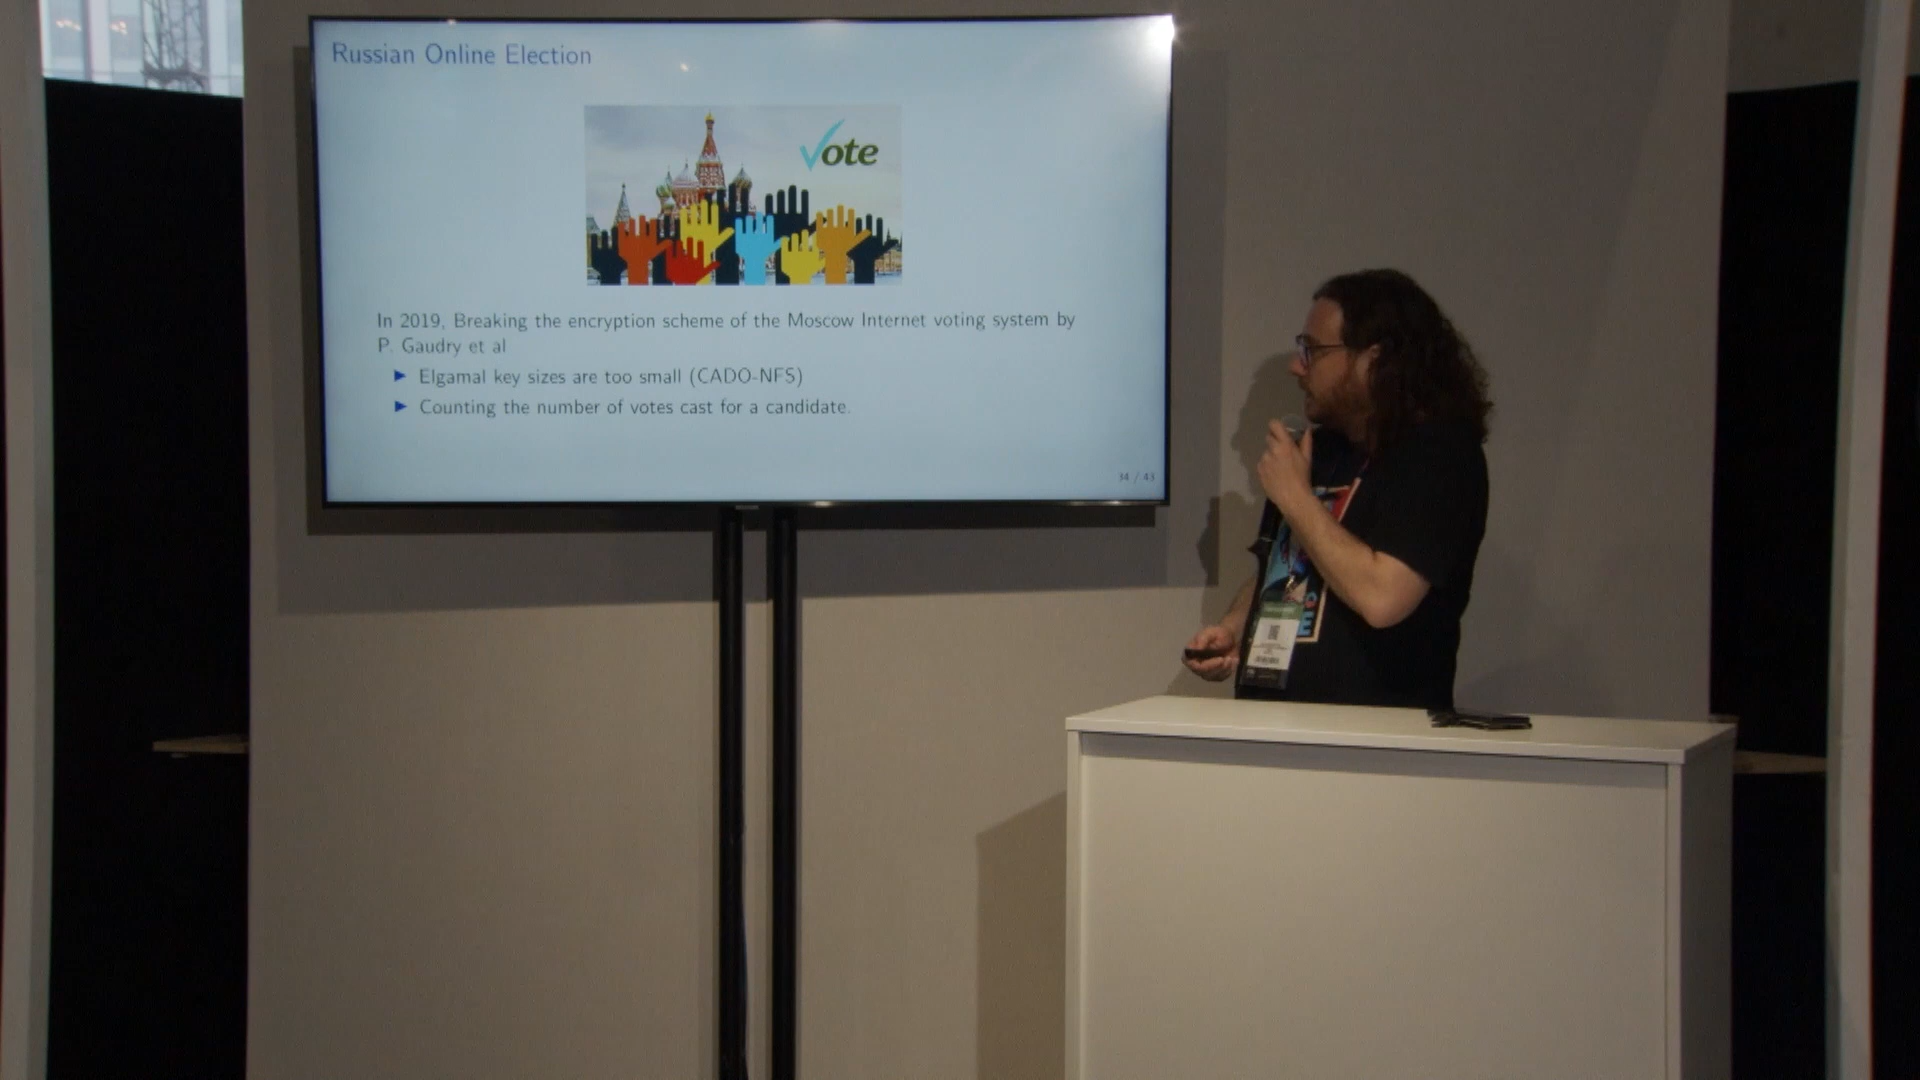 Russian Online Election
Vote
In 2019, Breaking the encryption scheme of the Moscow Internet voting system by
P. Gaudry et al
▶ Elgamal key sizes are too small (CADO-NFS)
▶ Counting the number of votes cast for a candidate.
34 / 43